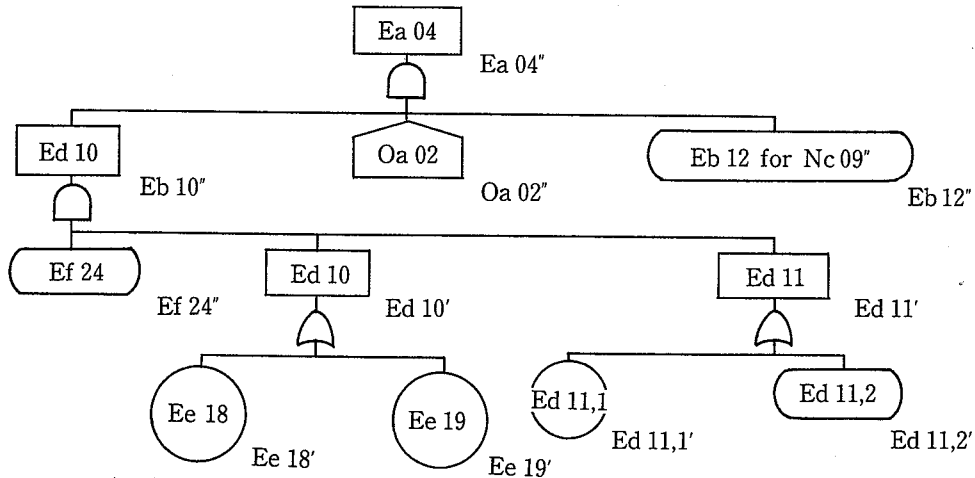 Ea 04
Ea 04″
Ed 10
Eb 10″
Oa 02
Oa 02″
Eb 12 for Nc 09″
Eb 12″
Ef 24
Ef 24″
Ed 10
Ed 10′
Ed 11
Ed 11′
Ee 18
Ee 18′
Ee 19
Ee 19′
Ed 11,1
Ed 11,1′
Ed 11,2
Ed 11,2′